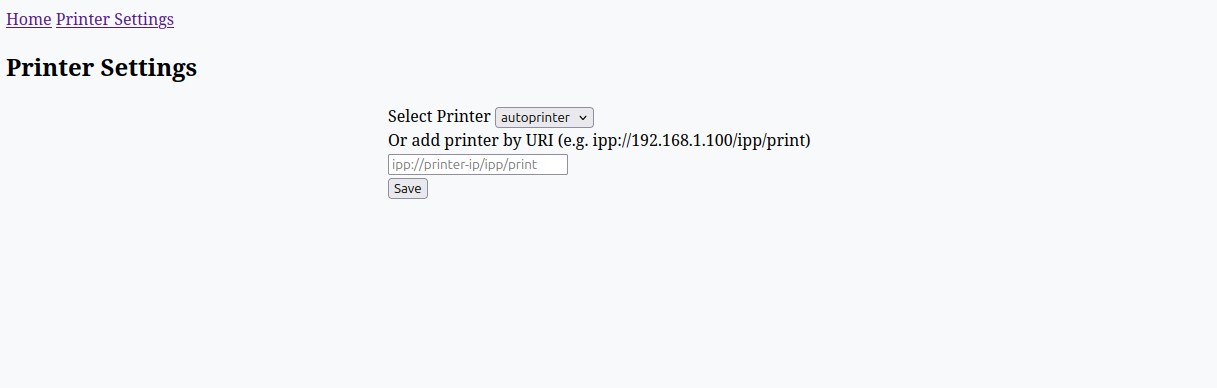 Home Printer Settings
Printer Settings
Select Printer autoprinter
Or add printer by URI (e.g. ipp://192.168.1.100/ipp/print)
ipp://printer-ip/ipp/print
Save